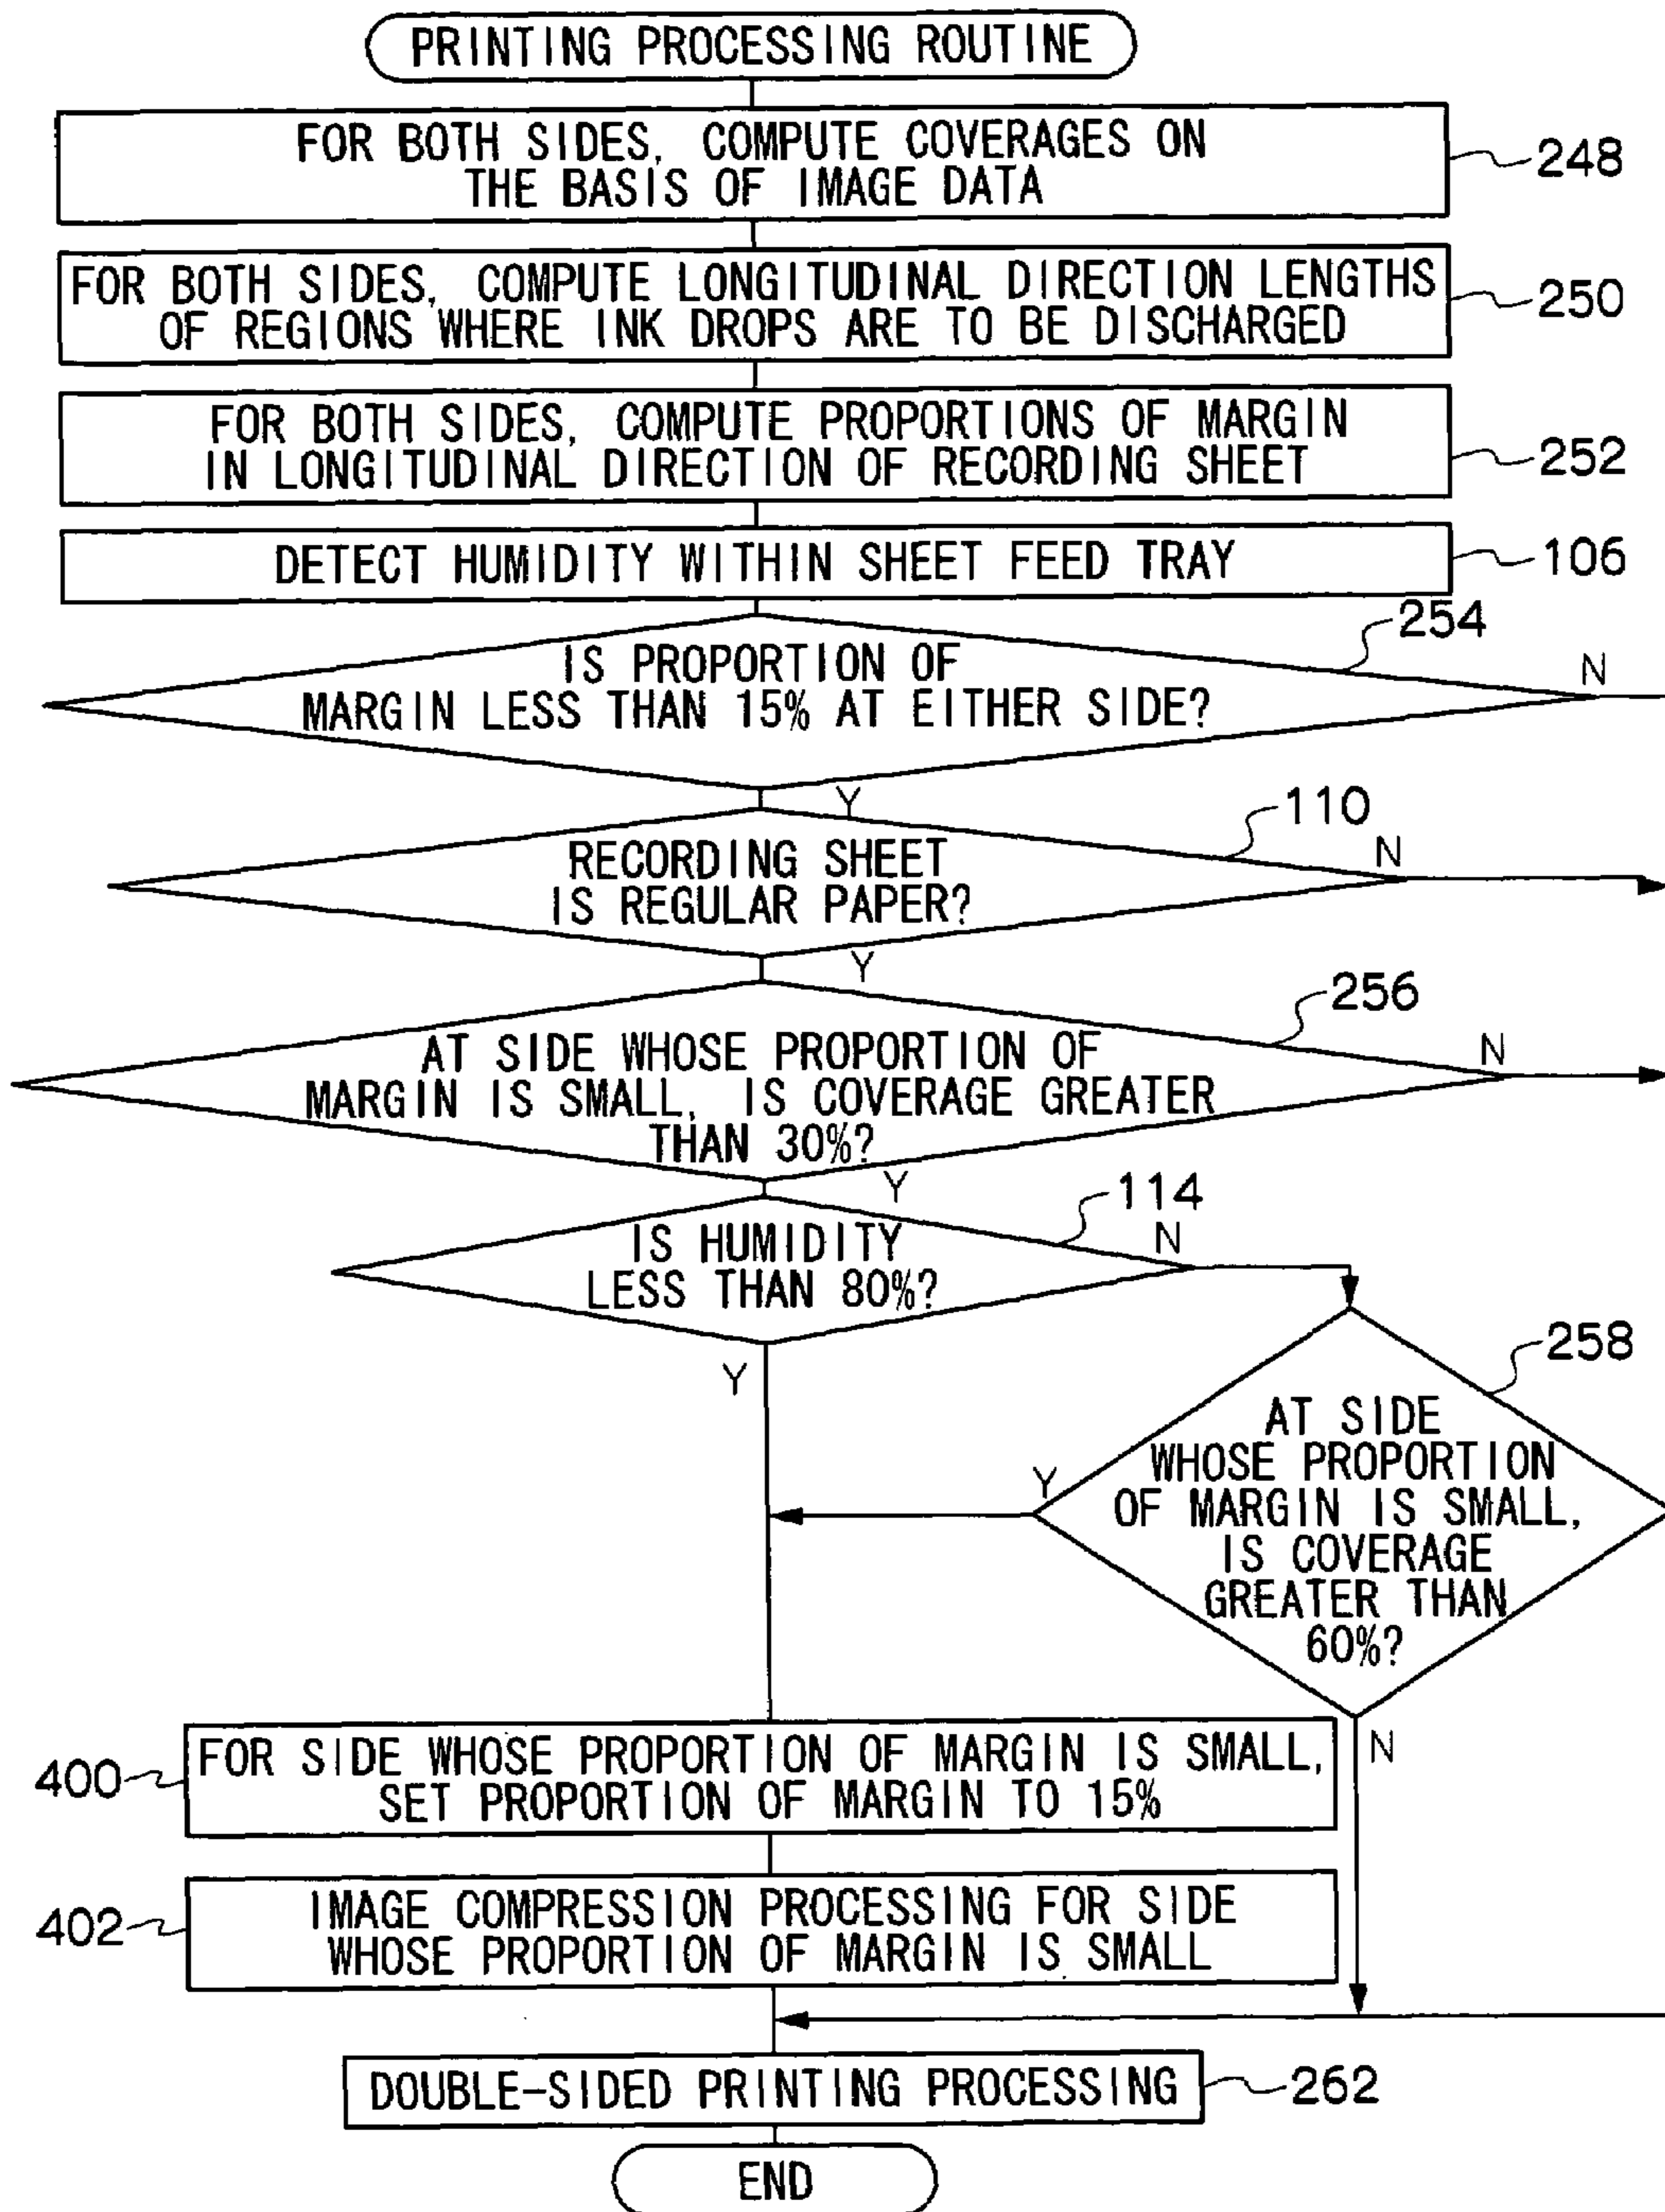 PRINTING PROCESSING ROUTINE
FOR BOTH SIDES, COMPUTE COVERAGES ON
THE BASIS OF IMAGE DATA
248
FOR BOTH SIDES, COMPUTE LONGITUDINAL DIRECTION LENGTHS
OF REGIONS WHERE INK DROPS ARE TO BE DISCHARGED
250
FOR BOTH SIDES, COMPUTE PROPORTIONS OF MARGIN
IN LONGITUDINAL DIRECTION OF RECORDING SHEET
252
DETECT HUMIDITY WITHIN SHEET FEED TRAY
106
254
IS PROPORTION OF
MARGIN LESS THAN 15% AT EITHER SIDE?
N
Y
110
RECORDING SHEET
IS REGULAR PAPER?
N
Y
256
AT SIDE WHOSE PROPORTION OF
MARGIN IS SMALL, IS COVERAGE GREATER
THAN 30%?
N
Y
114
IS HUMIDITY
LESS THAN 80%?
N
Y
258
AT SIDE
WHOSE PROPORTION
OF MARGIN IS SMALL,
IS COVERAGE
GREATER THAN
60%?
Y
N
400
FOR SIDE WHOSE PROPORTION OF MARGIN IS SMALL,
SET PROPORTION OF MARGIN TO 15%
402
IMAGE COMPRESSION PROCESSING FOR SIDE
WHOSE PROPORTION OF MARGIN IS SMALL
DOUBLE-SIDED PRINTING PROCESSING
262
END